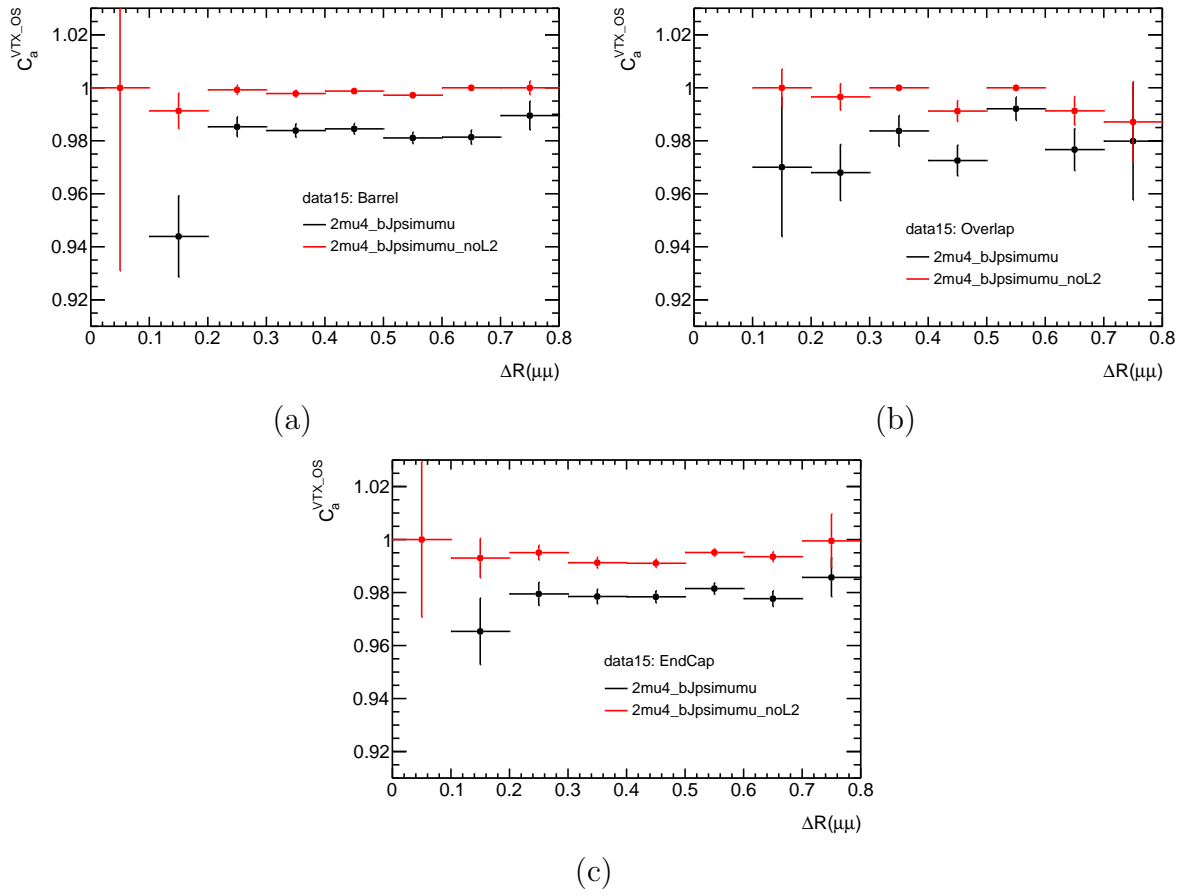 C_a^VTX_OS
1.02
1
0.98
0.96
0.94
0.92
data15: Barrel
2mu4_bJpsimumu
2mu4_bJpsimumu_noL2
0 0.1 0.2 0.3 0.4 0.5 0.6 0.7 0.8
ΔR(μμ)
(a)
C_a^VTX_OS
1.02
1
0.98
0.96
0.94
0.92
data15: Overlap
2mu4_bJpsimumu
2mu4_bJpsimumu_noL2
0 0.1 0.2 0.3 0.4 0.5 0.6 0.7 0.8
ΔR(μμ)
(b)
C_a^VTX_OS
1.02
1
0.98
0.96
0.94
0.92
data15: EndCap
2mu4_bJpsimumu
2mu4_bJpsimumu_noL2
0 0.1 0.2 0.3 0.4 0.5 0.6 0.7 0.8
ΔR(μμ)
(c)